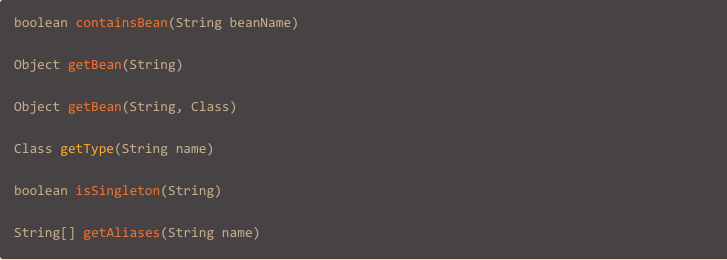 boolean containsBean(String beanName)
Object getBean(String)
Object getBean(String, Class)
Class getType(String name)
boolean isSingleton(String)
String[] getAliases(String name)